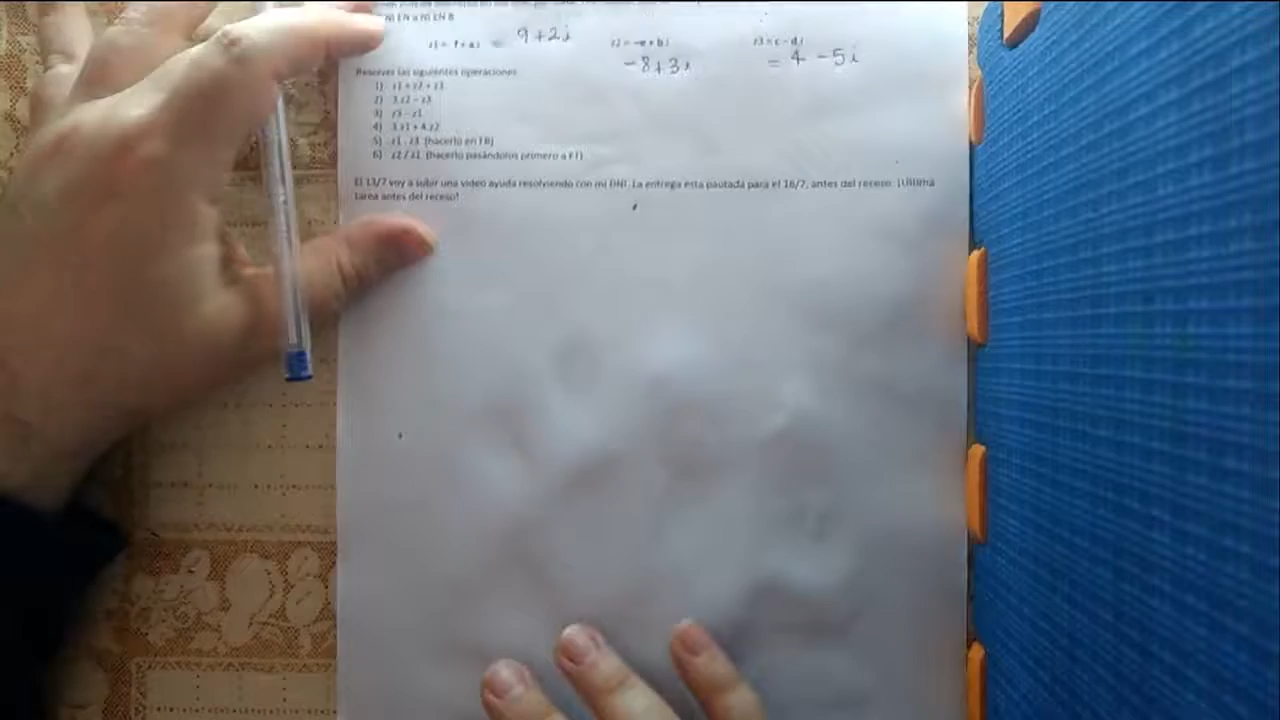 z1 = f + ai = 9+2i
z2 = -e + bi
-8+3i
z3 = c - di
= 4 -5i
Resolver las siguientes operaciones
1) z1 + z2 + z3
2) 3.z2 - z3
3) z3 - z1
4) 3.z1 + 4.z2
5) z1 . z3 (hacerlo en FB)
6) z2 / z1 (hacerlo pasándolos primero a FT)
El 13/7 voy a subir una video ayuda resolviendo con mi DNI. La entrega esta pautada para el 16/7, antes del receso. ¡Ultima
tarea antes del receso!